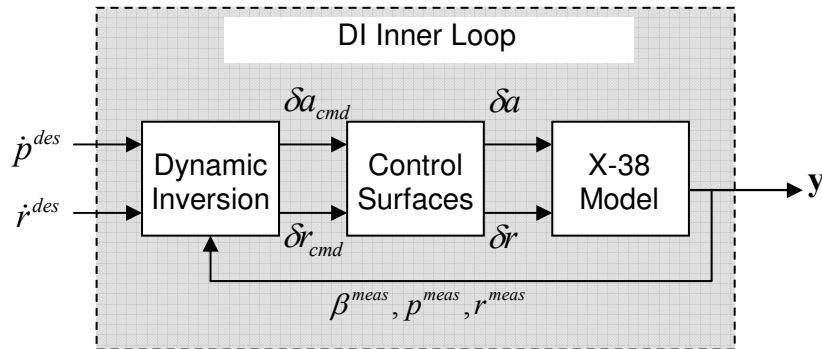 DI Inner Loop
δa_cmd
δa
ṗ^des
ṙ^des
Dynamic
Inversion
Control
Surfaces
X-38
Model
y
δr_cmd
δr
β^meas, p^meas, r^meas